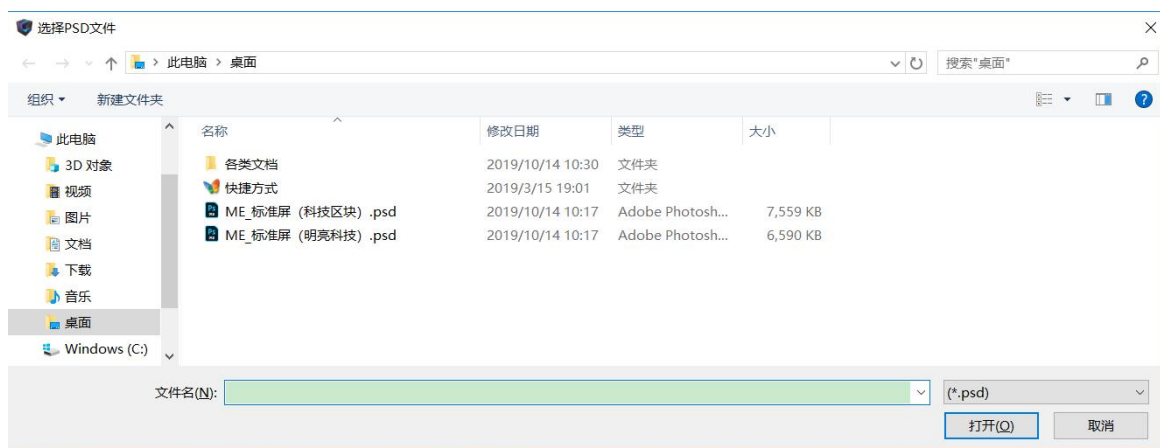 选择PSD文件
此电脑 > 桌面
搜索"桌面"
组织
新建文件夹
名称 修改日期 类型 大小
此电脑
3D 对象
视频
图片
文档
下载
音乐
桌面
Windows (C:)
各类文档 2019/10/14 10:30 文件夹
快捷方式 2019/3/15 19:01 文件夹
ME_标准屏（科技区块）.psd 2019/10/14 10:17 Adobe Photosh... 7,559 KB
ME_标准屏（明亮科技）.psd 2019/10/14 10:17 Adobe Photosh... 6,590 KB
文件名(N):
(*.psd)
打开(O) 取消